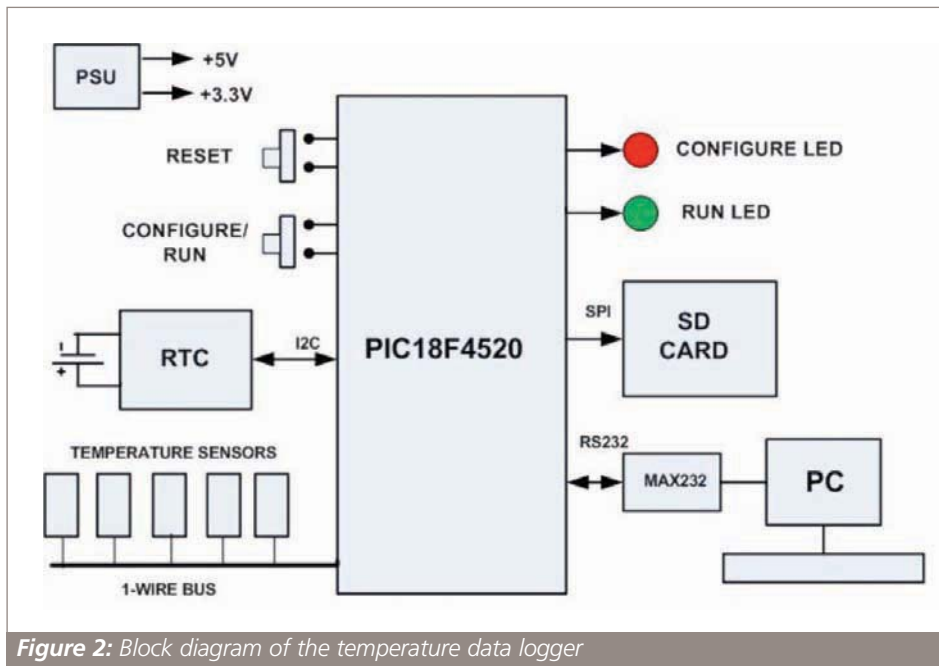 PSU
+5V
+3.3V
RESET
CONFIGURE/
RUN
I2C
RTC
-
+
TEMPERATURE SENSORS
1-WIRE BUS
PIC18F4520
CONFIGURE LED
RUN LED
SPI
SD
CARD
RS232
MAX232
PC
Figure 2: Block diagram of the temperature data logger